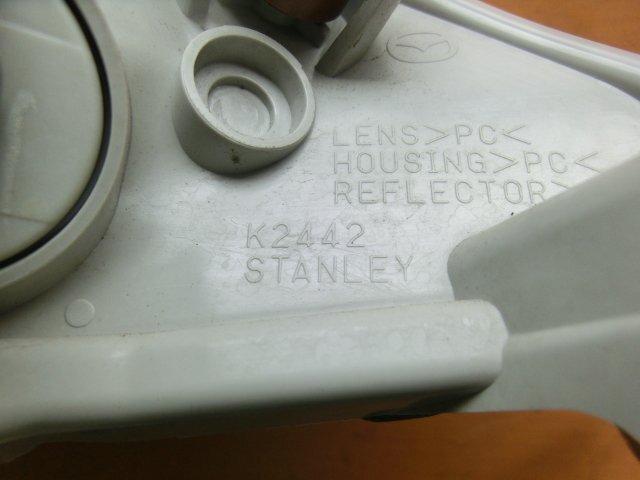 LENS>PC<
HOUSING>PC<
REFLECTOR>
K2442
STANLEY